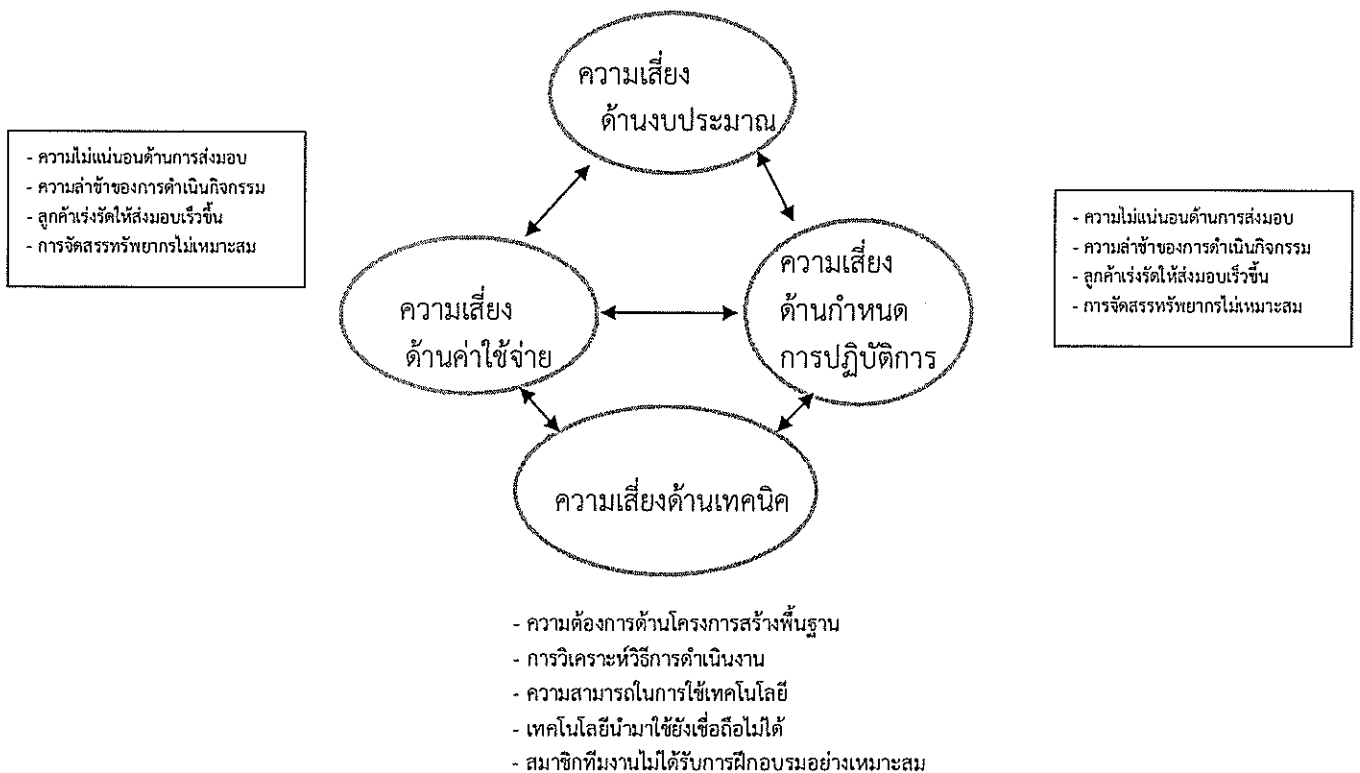 ความเสี่ยง
ด้านงบประมาณ
- ความไม่แน่นอนด้านการส่งมอบ
- ความล่าช้าของการดำเนินกิจกรรม
- ลูกค้าเร่งรัดให้ส่งมอบเร็วขึ้น
- การจัดสรรทรัพยากรไม่เหมาะสม
ความเสี่ยง
ด้านค่าใช้จ่าย
ความเสี่ยง
ด้านกำหนด
การปฏิบัติการ
- ความไม่แน่นอนด้านการส่งมอบ
- ความล่าช้าของการดำเนินกิจกรรม
- ลูกค้าเร่งรัดให้ส่งมอบเร็วขึ้น
- การจัดสรรทรัพยากรไม่เหมาะสม
ความเสี่ยงด้านเทคนิค
- ความต้องการด้านโครงการสร้างพื้นฐาน
- การวิเคราะห์วิธีการดำเนินงาน
- ความสามารถในการใช้เทคโนโลยี
- เทคโนโลยีนำมาใช้ยังเชื่อถือไม่ได้
- สมาชิกทีมงานไม่ได้รับการฝึกอบรมอย่างเหมาะสม